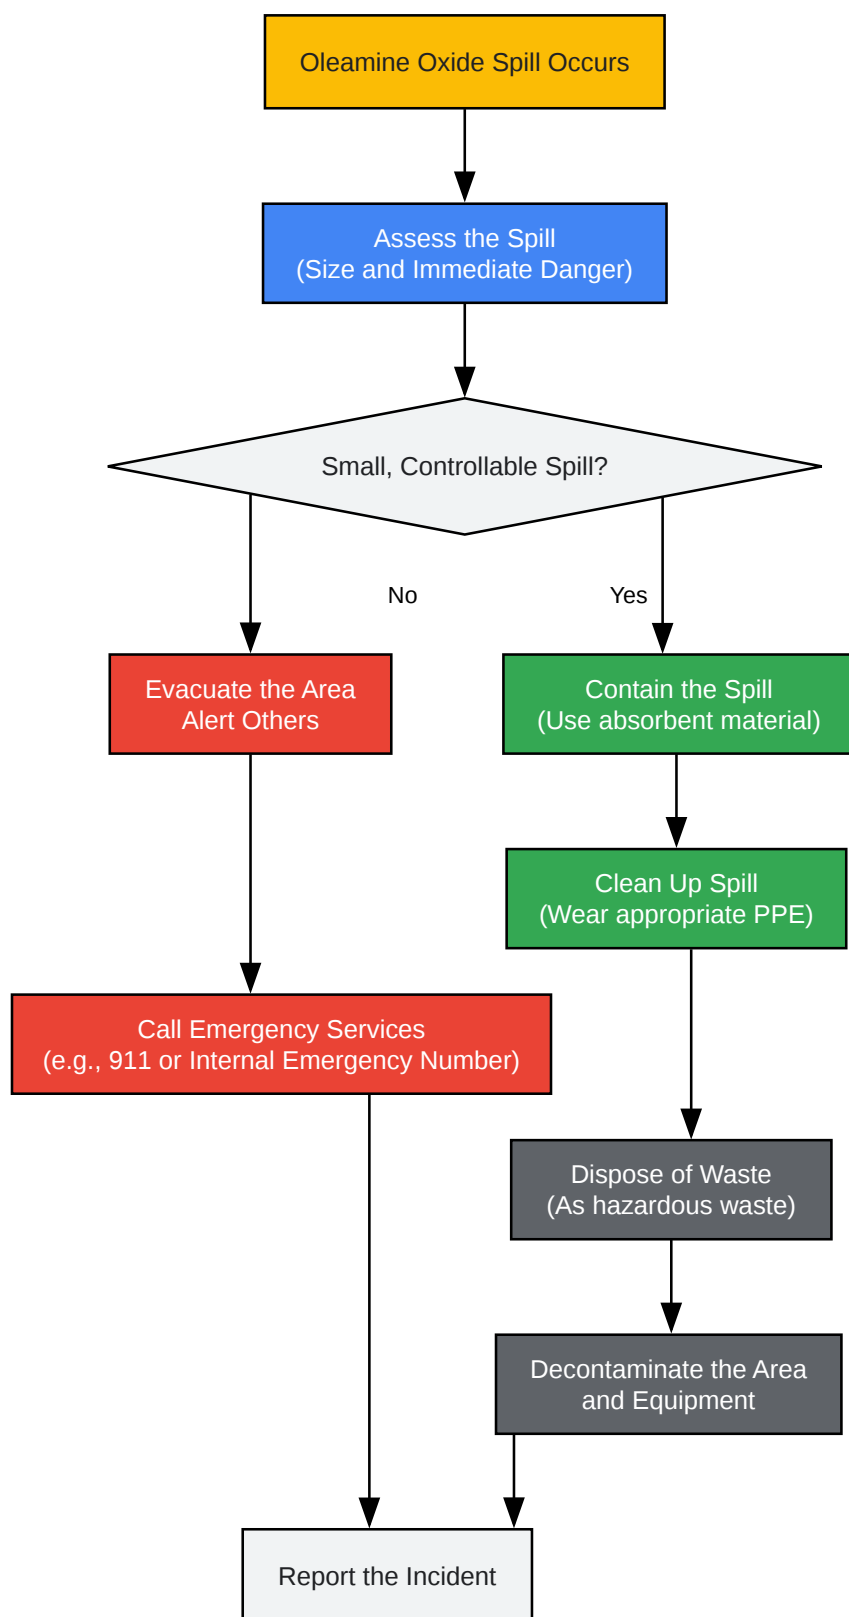 Oleamine Oxide Spill Occurs
Assess the Spill
(Size and Immediate Danger)
Small, Controllable Spill?
No
Yes
Evacuate the Area
Alert Others
Contain the Spill
(Use absorbent material)
Clean Up Spill
(Wear appropriate PPE)
Call Emergency Services
(e.g., 911 or Internal Emergency Number)
Dispose of Waste
(As hazardous waste)
Decontaminate the Area
and Equipment
Report the Incident